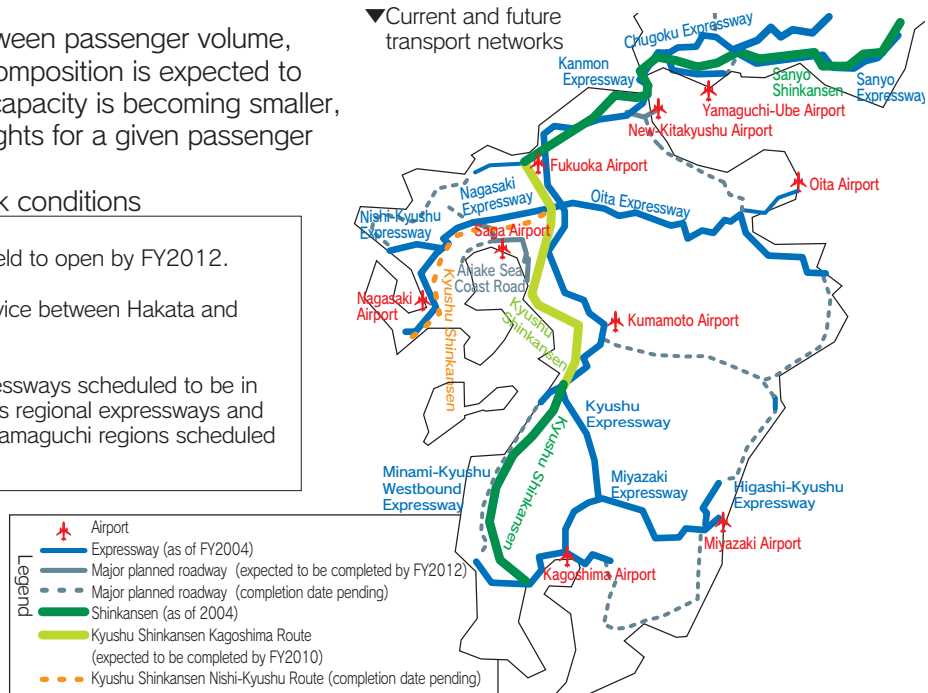 ween passenger volume,
omposition is expected to
capacity is becoming smaller,
ghts for a given passenger
k conditions
eld to open by FY2012.
vice between Hakata and
essways scheduled to be in
s regional expressways and
amaguchi regions scheduled
▼Current and future
transport networks
Chugoku Expressway
Kanmon
Expressway
Sanyo
Shinkansen
Sanyo
Expressway
Yamaguchi-Ube Airport
New-Kitakyushu Airport
Fukuoka Airport
Oita Airport
Nagasaki
Expressway
Oita Expressway
Nishi-Kyushu
Expressway
Saga Airport
Ariake Sea
Coast Road
Nagasaki
Airport
Kyushu Shinkansen
Kyushu
Shinkansen
Kumamoto Airport
Kyushu
Expressway
Kyushu Shinkansen
Minami-Kyushu
Westbound
Expressway
Miyazaki
Expressway
Higashi-Kyushu
Expressway
Miyazaki Airport
Kagoshima Airport
Legend
Airport
Expressway (as of FY2004)
Major planned roadway (expected to be completed by FY2012)
Major planned roadway (completion date pending)
Shinkansen (as of 2004)
Kyushu Shinkansen Kagoshima Route
(expected to be completed by FY2010)
Kyushu Shinkansen Nishi-Kyushu Route (completion date pending)